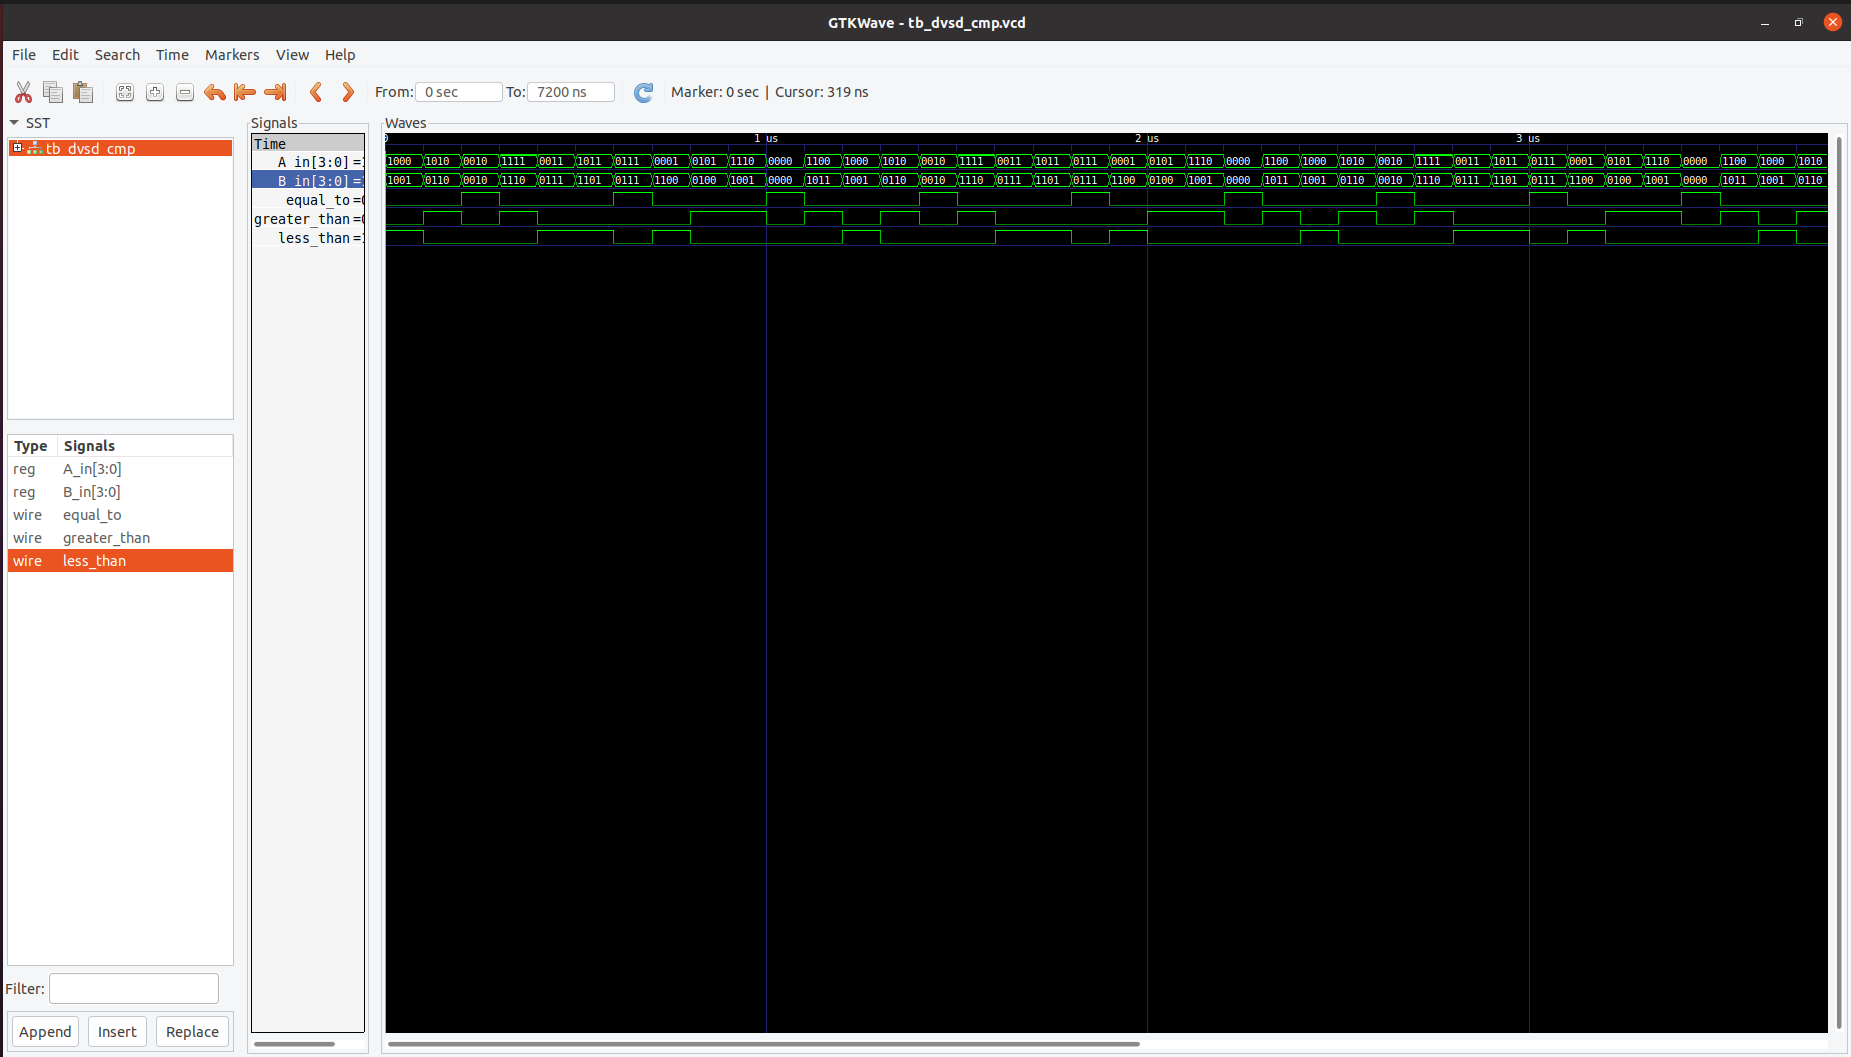 GTKWave - tb_dvsd_cmp.vcd
File Edit Search Time Markers View Help
From: 0 sec To: 7200 ns Marker: 0 sec | Cursor: 319 ns
SST
tb_dvsd_cmp
Type Signals
reg A_in[3:0]
reg B_in[3:0]
wire equal_to
wire greater_than
wire less_than
Filter:
Append Insert Replace
Signals
Time
A_in[3:0] =
B_in[3:0] =
equal_to =
greater_than =
less_than =
Waves
0 1 us 2 us 3 us
1000 1010 0010 1111 0011 1011 0111 0001 0101 1110 0000 1100 1000 1010 0010 1111 0011 1011 0111 0001 0101 1110 0000 1100 1000 1010 0010 1111 0011 1011 0111 0001 0101 1110 0000 1100 1000 1010
1001 0110 0010 1110 0111 1101 0111 1100 0100 1001 0000 1011 1001 0110 0010 1110 0111 1101 0111 1100 0100 1001 0000 1011 1001 0110 0010 1110 0111 1101 0111 1100 0100 1001 0000 1011 1001 0110